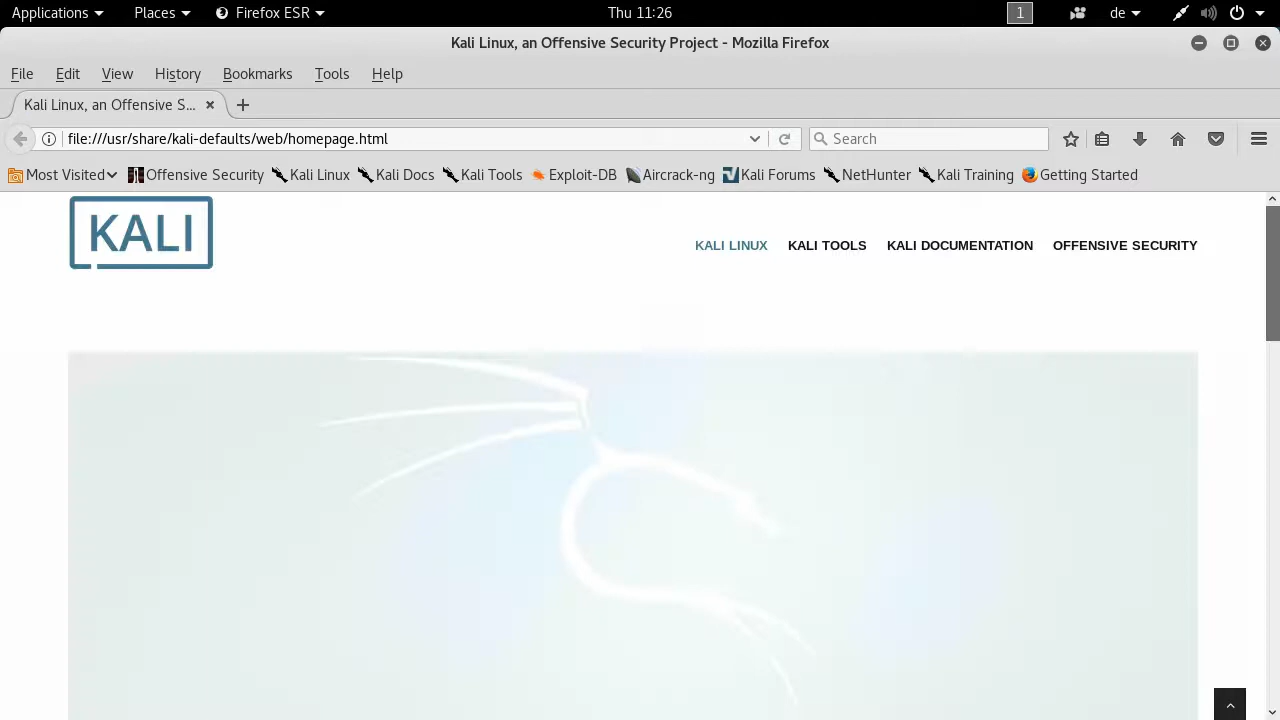 Applications Places Firefox ESR Thu 11:26 1 de
Kali Linux, an Offensive Security Project - Mozilla Firefox
File Edit View History Bookmarks Tools Help
Kali Linux, an Offensive S...
file:///usr/share/kali-defaults/web/homepage.html Search
Most Visited Offensive Security Kali Linux Kali Docs Kali Tools Exploit-DB Aircrack-ng Kali Forums NetHunter Kali Training Getting Started
KALI
KALI LINUX KALI TOOLS KALI DOCUMENTATION OFFENSIVE SECURITY